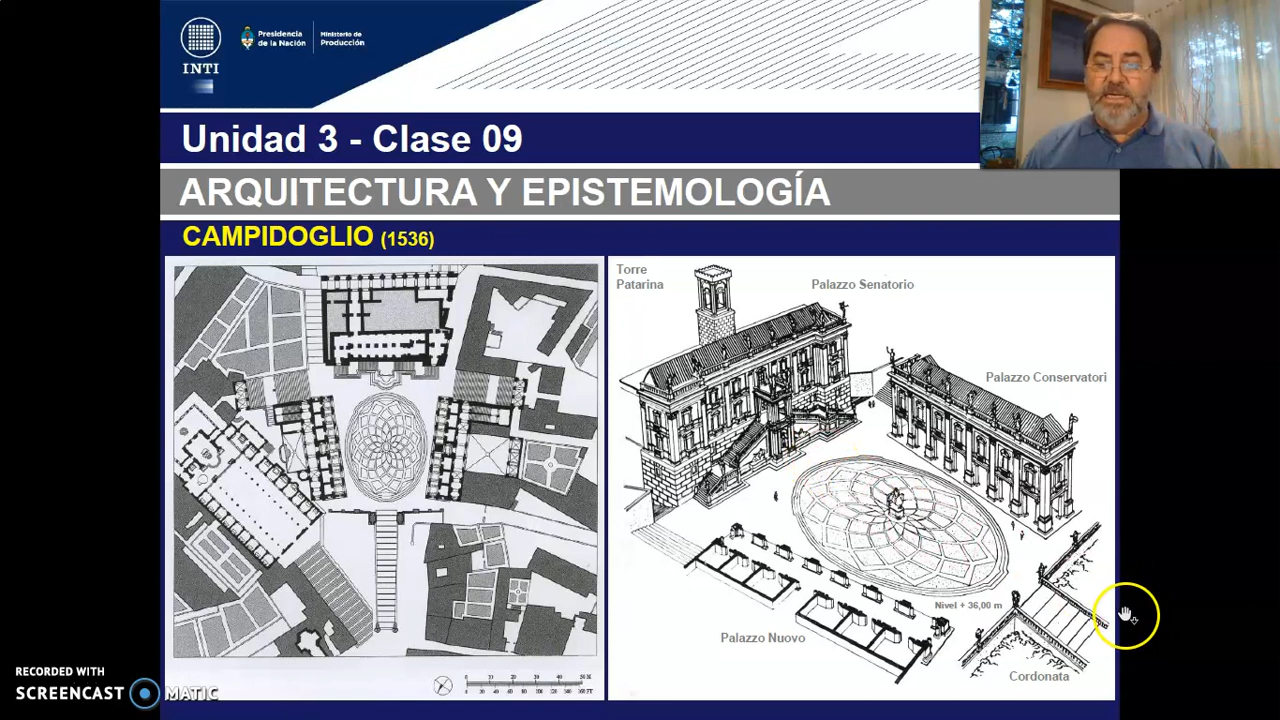 INTI
Presidencia
de la Nación
Ministerio de
Producción
Unidad 3 - Clase 09
ARQUITECTURA Y EPISTEMOLOGÍA
CAMPIDOGLIO (1536)
Torre
Patarina
Palazzo Senatorio
Palazzo Conservatori
Nivel + 36,00 m
Palazzo Nuovo
Cordonata
RECORDED WITH
SCREENCAST MATIC